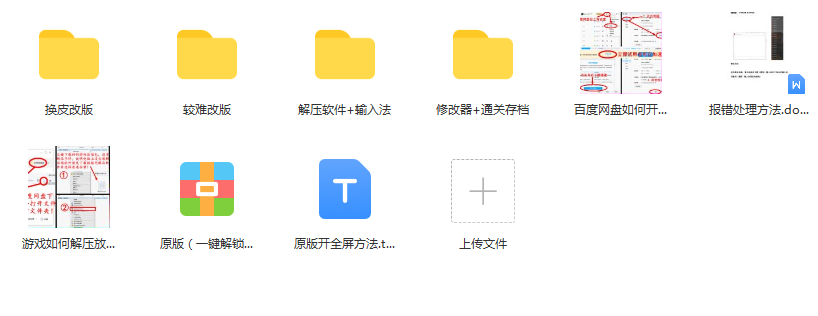 换皮改版
较难改版
解压软件+输入法
修改器+通关存档
百度网盘如何开...
报错处理方法.do...
游戏如何解压放...
原版（一键解锁...
原版开全屏方法.t...
上传文件